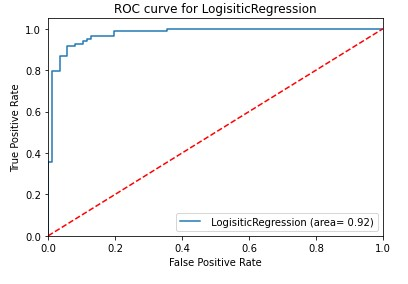 ROC curve for LogisiticRegression
1.0
0.8
0.6
0.4
0.2
0.0
True Positive Rate
LogisiticRegression (area= 0.92)
0.0 0.2 0.4 0.6 0.8 1.0
False Positive Rate